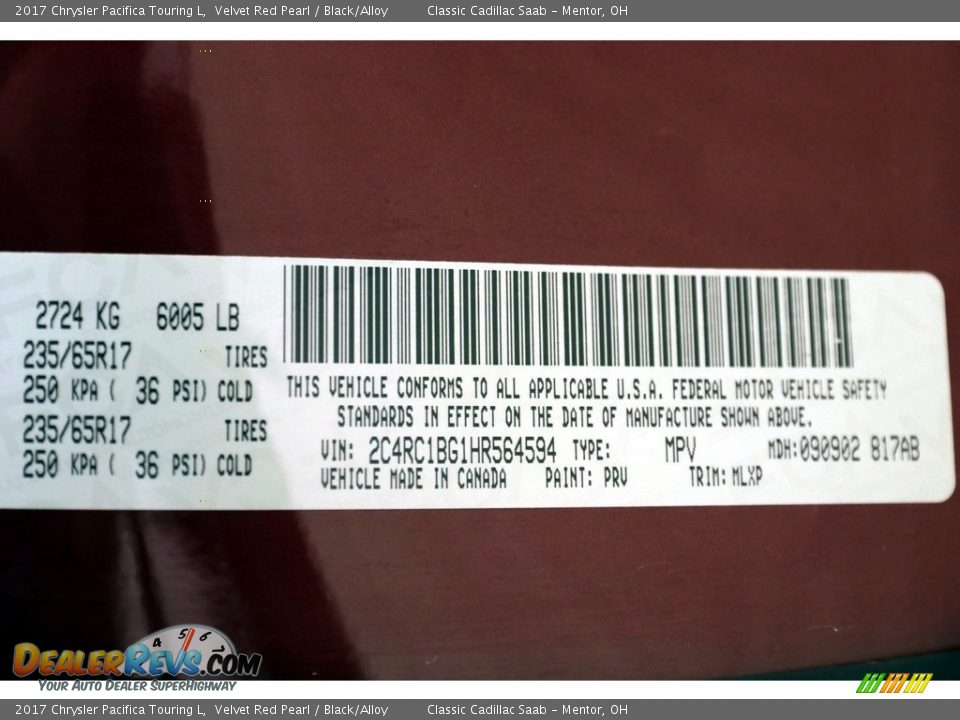 2017 Chrysler Pacifica Touring L, Velvet Red Pearl / Black/Alloy Classic Cadillac Saab - Mentor, OH
2724 KG 6005 LB
235/65R17 TIRES
250 KPA ( 36 PSI) COLD
235/65R17 TIRES
250 KPA ( 36 PSI) COLD
THIS VEHICLE CONFORMS TO ALL APPLICABLE U.S.A. FEDERAL MOTOR VEHICLE SAFETY
STANDARDS IN EFFECT ON THE DATE OF MANUFACTURE SHOWN ABOVE.
VIN: 2C4RC1BG1HR564594 TYPE: MPV MDH:090902 817AB
VEHICLE MADE IN CANADA PAINT: PRV TRIM: MLXP
4 5 6 7
DEALERREVS.COM
YOUR AUTO DEALER SUPERHIGHWAY
2017 Chrysler Pacifica Touring L, Velvet Red Pearl / Black/Alloy Classic Cadillac Saab - Mentor, OH